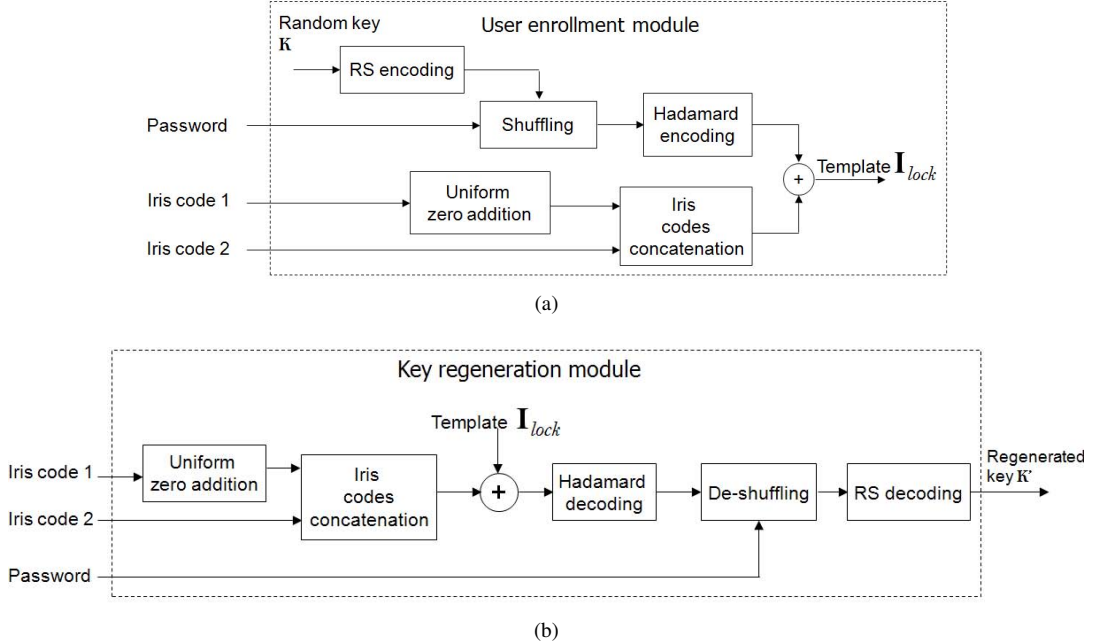 User enrollment module
Random key
K
RS encoding
Password
Shuffling
Hadamard
encoding
+
Template I_lock
Iris code 1
Uniform
zero addition
Iris code 2
Iris
codes
concatenation
(a)
Key regeneration module
Template I_lock
Iris code 1
Uniform
zero addition
Iris
codes
concatenation
+
Hadamard
decoding
De-shuffling
RS decoding
Regenerated
key K'
Iris code 2
Password
(b)